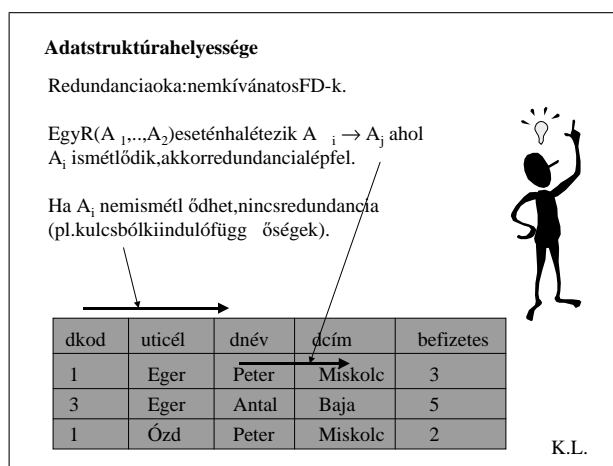 Adatstruktúrahelyessége
Redundanciaoka:nemkívánatosFD-k.
EgyR(A 1,..,A2)eseténhalétezik A i → Aj ahol
Ai ismétlődik,akkorredundancialépfel.
Ha Ai nemismétl ődhet,nincsredundancia
(pl.kulcsbólkiindulófügg őségek).
dkod uticél dnév dcím befizetes
1 Eger Peter Miskolc 3
3 Eger Antal Baja 5
1 Ózd Peter Miskolc 2
K.L.